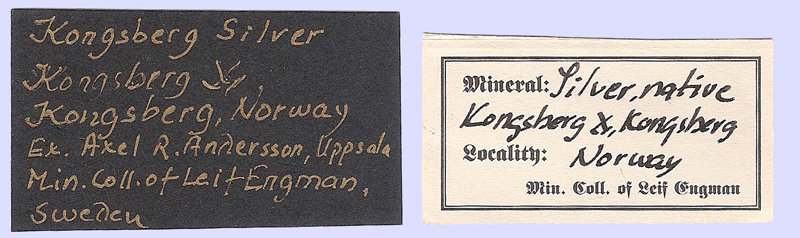 Kongsberg Silver
Kongsberg
Kongsberg, Norway
Ex. Axel R. Andersson, Uppsala
Min. Coll. of Leif Engman,
Sweden
Mineral: Silver, native
Kongsberg X, Kongsberg
Locality: Norway
Min. Coll. of Leif Engman